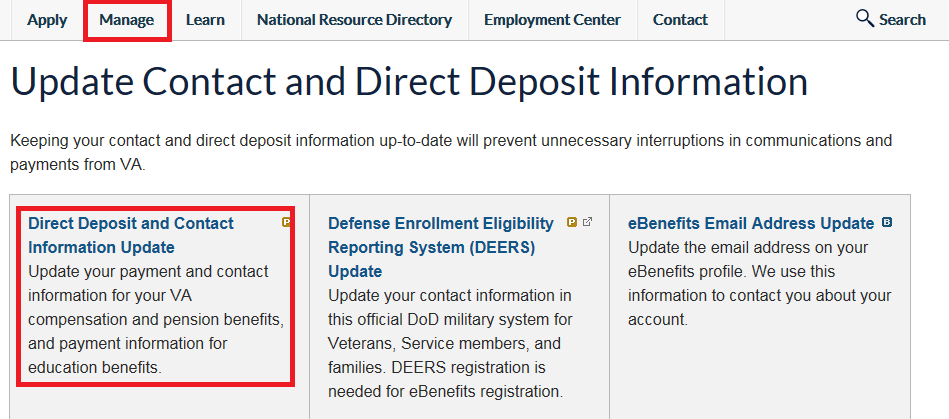 Apply Manage Learn National Resource Directory Employment Center Contact Search
Update Contact and Direct Deposit Information
Keeping your contact and direct deposit information up-to-date will prevent unnecessary interruptions in communications and
payments from VA.
Direct Deposit and Contact P
Information Update
Update your payment and contact
information for your VA
compensation and pension benefits,
and payment information for
education benefits.
Defense Enrollment Eligibility P
Reporting System (DEERS)
Update
Update your contact information in
this official DoD military system for
Veterans, Service members, and
families. DEERS registration is
needed for eBenefits registration.
eBenefits Email Address Update B
Update the email address on your
eBenefits profile. We use this
information to contact you about your
account.